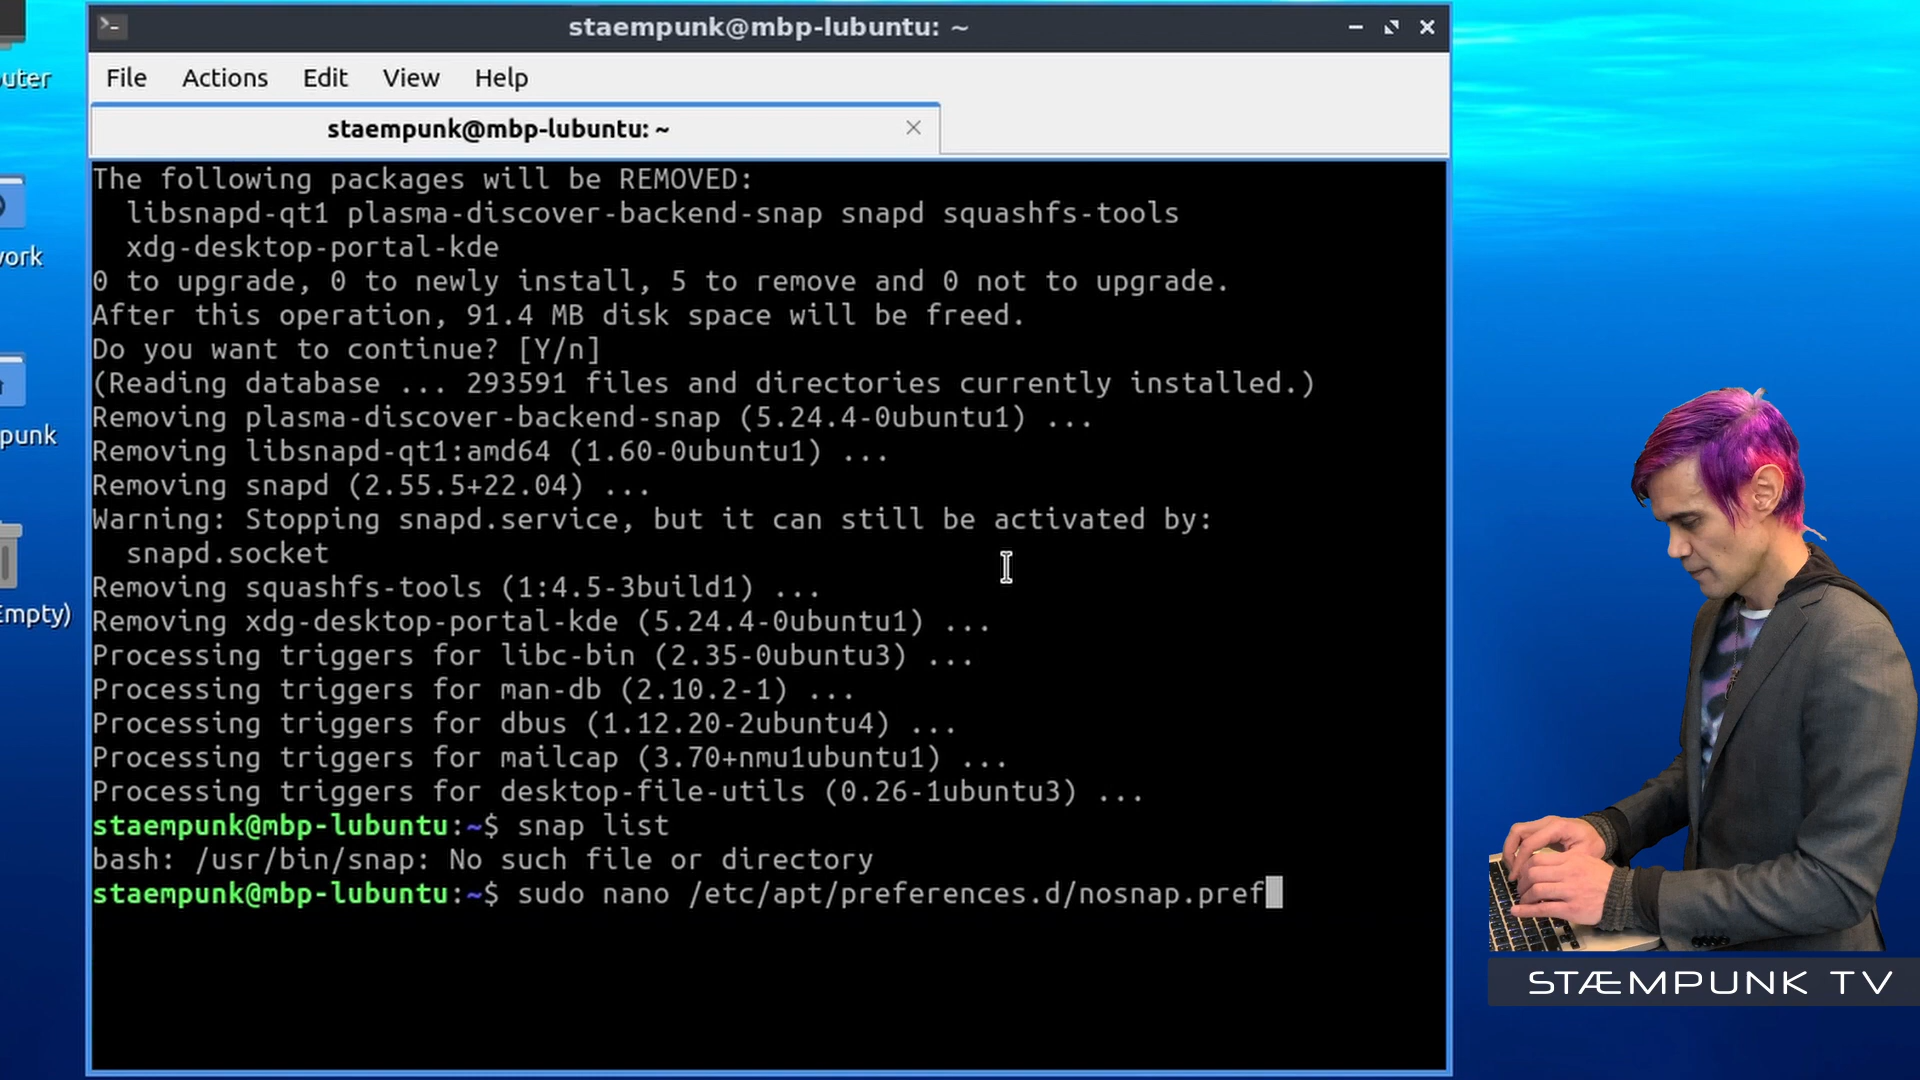 staempunk@mbp-lubuntu: ~
File Actions Edit View Help
staempunk@mbp-lubuntu: ~
The following packages will be REMOVED:
libsnapd-qt1 plasma-discover-backend-snap snapd squashfs-tools
xdg-desktop-portal-kde
0 to upgrade, 0 to newly install, 5 to remove and 0 not to upgrade.
After this operation, 91.4 MB disk space will be freed.
Do you want to continue? [Y/n]
(Reading database ... 293591 files and directories currently installed.)
Removing plasma-discover-backend-snap (5.24.4-0ubuntu1) ...
Removing libsnapd-qt1:amd64 (1.60-0ubuntu1) ...
Removing snapd (2.55.5+22.04) ...
Warning: Stopping snapd.service, but it can still be activated by:
snapd.socket
Removing squashfs-tools (1:4.5-3build1) ...
Removing xdg-desktop-portal-kde (5.24.4-0ubuntu1) ...
Processing triggers for libc-bin (2.35-0ubuntu3) ...
Processing triggers for man-db (2.10.2-1) ...
Processing triggers for dbus (1.12.20-2ubuntu4) ...
Processing triggers for mailcap (3.70+nmu1ubuntu1) ...
Processing triggers for desktop-file-utils (0.26-1ubuntu3) ...
staempunk@mbp-lubuntu:~$ snap list
bash: /usr/bin/snap: No such file or directory
staempunk@mbp-lubuntu:~$ sudo nano /etc/apt/preferences.d/nosnap.pref
uter
work
punk
Empty)
STÆMPUNK TV